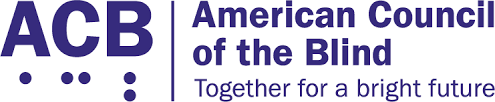 ACB
American Council
of the Blind
Together for a bright future